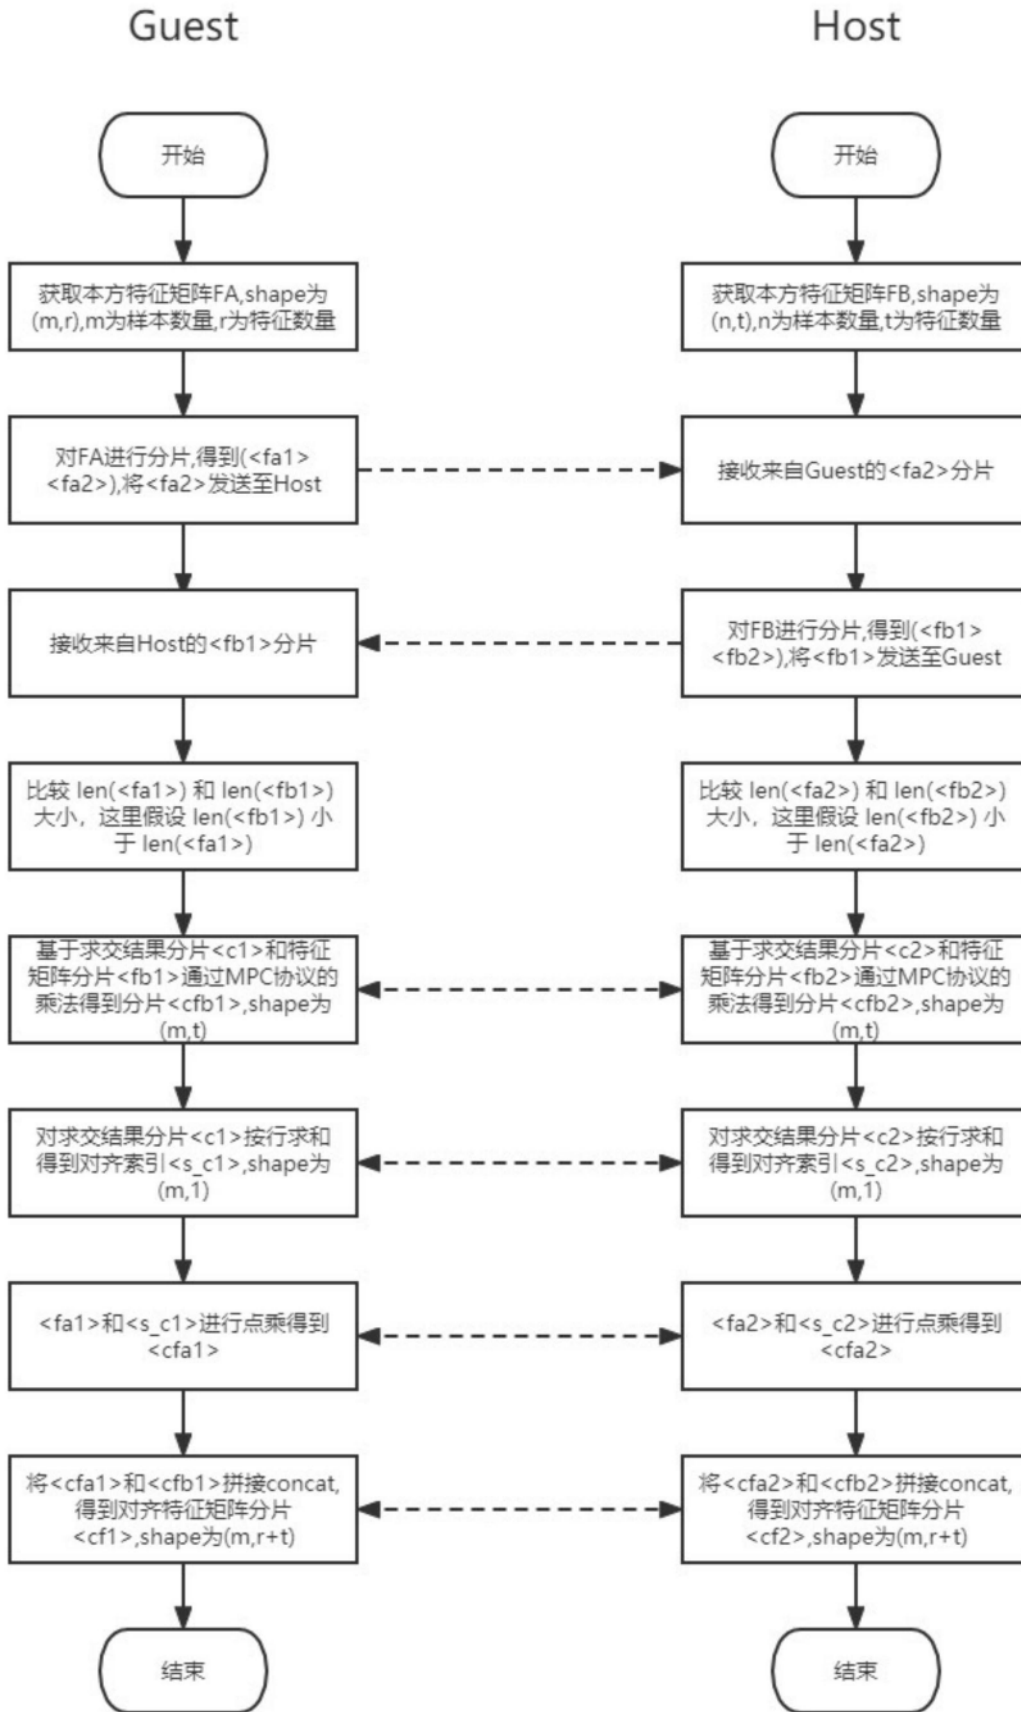 Guest
Host
开始
开始
获取本方特征矩阵FA,shape为
(m,r),m为样本数量,r为特征数量
获取本方特征矩阵FB,shape为
(n,t),n为样本数量,t为特征数量
对FA进行分片,得到(<fa1>
<fa2>),将<fa2>发送至Host
接收来自Guest的<fa2>分片
接收来自Host的<fb1>分片
对FB进行分片,得到(<fb1>
<fb2>),将<fb1>发送至Guest
比较 len(<fa1>) 和 len(<fb1>)
大小，这里假设 len(<fb1>) 小
于 len(<fa1>)
比较 len(<fa2>) 和 len(<fb2>)
大小，这里假设 len(<fb2>) 小
于 len(<fa2>)
基于求交结果分片<c1>和特征
矩阵分片<fb1>通过MPC协议的
乘法得到分片<cfb1>,shape为
(m,t)
基于求交结果分片<c2>和特征
矩阵分片<fb2>通过MPC协议的
乘法得到分片<cfb2>,shape为
(m,t)
对求交结果分片<c1>按行求和
得到对齐索引<s_c1>,shape为
(m,1)
对求交结果分片<c2>按行求和
得到对齐索引<s_c2>,shape为
(m,1)
<fa1>和<s_c1>进行点乘得到
<cfa1>
<fa2>和<s_c2>进行点乘得到
<cfa2>
将<cfa1>和<cfb1>拼接concat,
得到对齐特征矩阵分片
<cf1>,shape为(m,r+t)
将<cfa2>和<cfb2>拼接concat,
得到对齐特征矩阵分片
<cf2>,shape为(m,r+t)
结束
结束